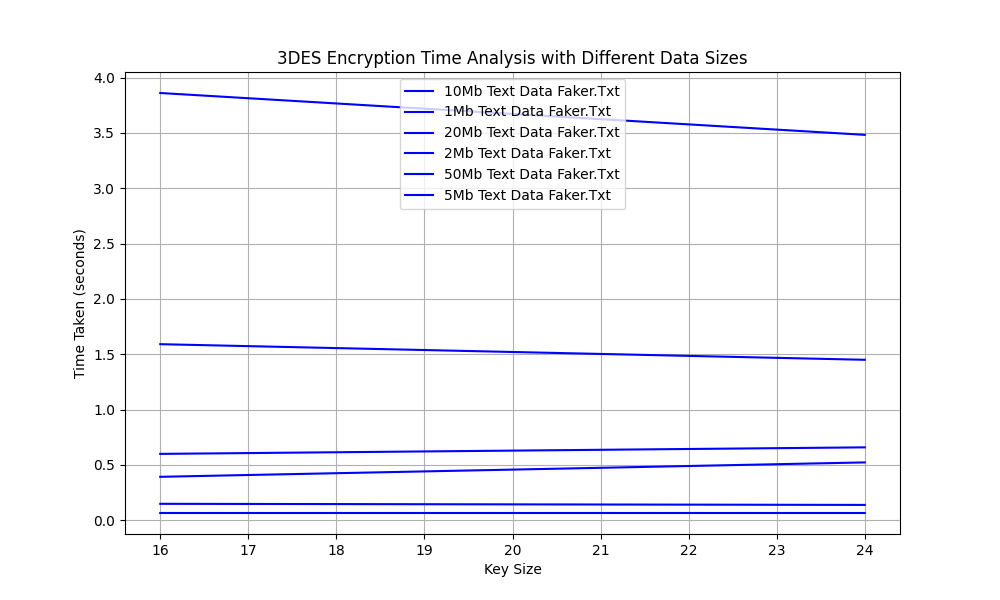 3DES Encryption Time Analysis with Different Data Sizes
4.0
3.5
3.0
2.5
2.0
1.5
1.0
0.5
0.0
Time Taken (seconds)
10Mb Text Data Faker.Txt
1Mb Text Data Faker.Txt
20Mb Text Data Faker.Txt
2Mb Text Data Faker.Txt
50Mb Text Data Faker.Txt
5Mb Text Data Faker.Txt
16 17 18 19 20 21 22 23 24
Key Size